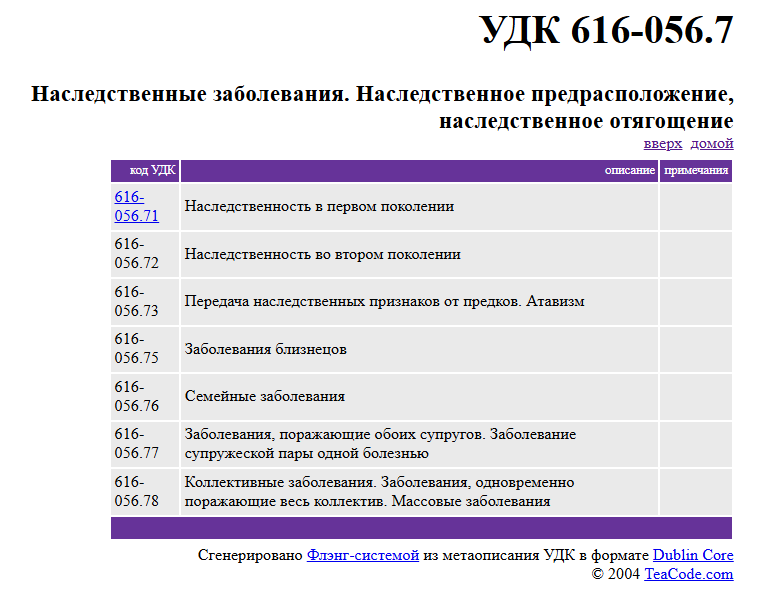 УДК 616-056.7
Наследственные заболевания. Наследственное предрасположение,
наследственное отягощение
вверх домой
код УДК описание примечания
616-
056.71
Наследственность в первом поколении
616-
056.72
Наследственность во втором поколении
616-
056.73
Передача наследственных признаков от предков. Атавизм
616-
056.75
Заболевания близнецов
616-
056.76
Семейные заболевания
616-
056.77
Заболевания, поражающие обоих супругов. Заболевание
супружеской пары одной болезнью
616-
056.78
Коллективные заболевания. Заболевания, одновременно
поражающие весь коллектив. Массовые заболевания
Сгенерировано Флэнг-системой из метаописания УДК в формате Dublin Core
© 2004 TeaCode.com